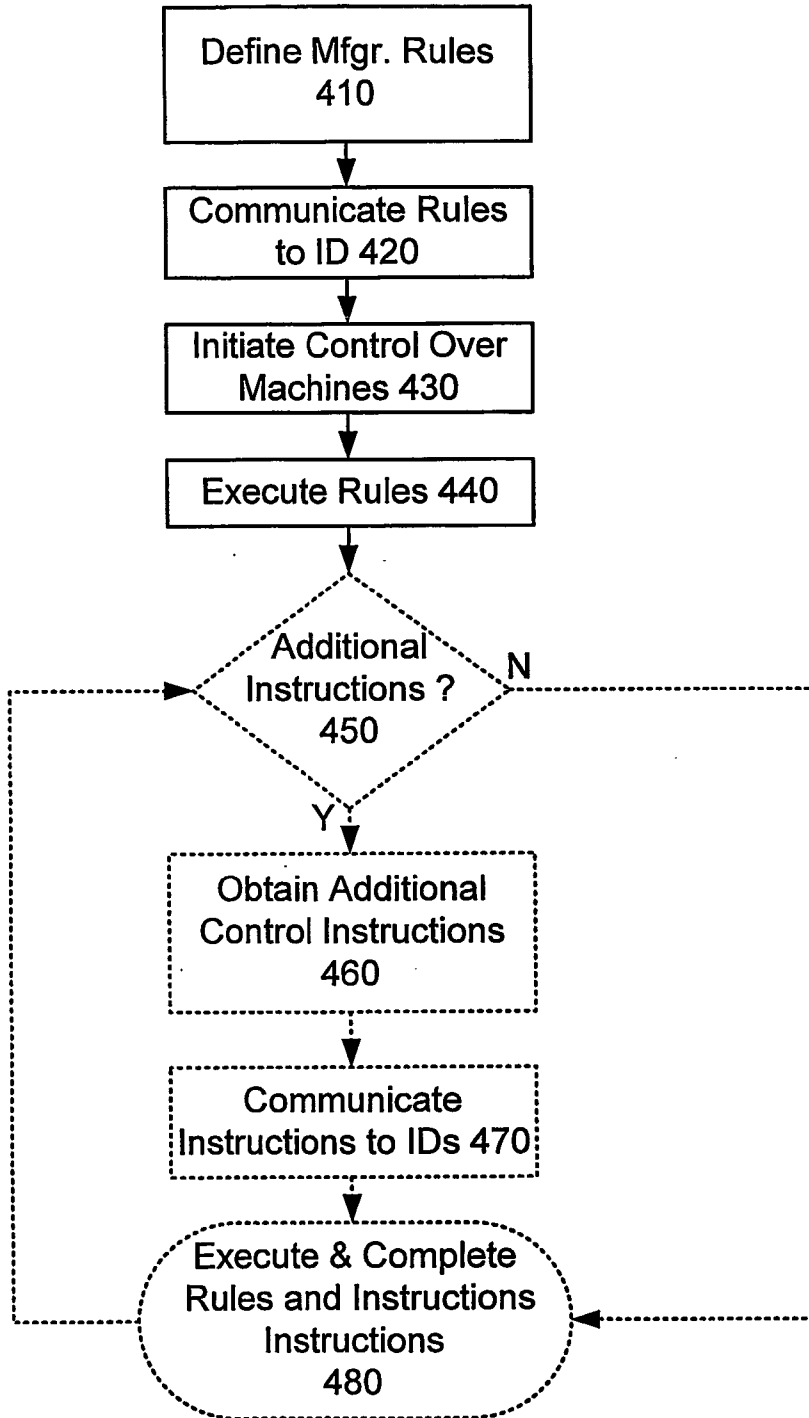 Define Mfgr. Rules
410
Communicate Rules
to ID 420
Initiate Control Over
Machines 430
Execute Rules 440
Additional
Instructions ?
450
N
Y
Obtain Additional
Control Instructions
460
Communicate
Instructions to IDs 470
Execute & Complete
Rules and Instructions
Instructions
480